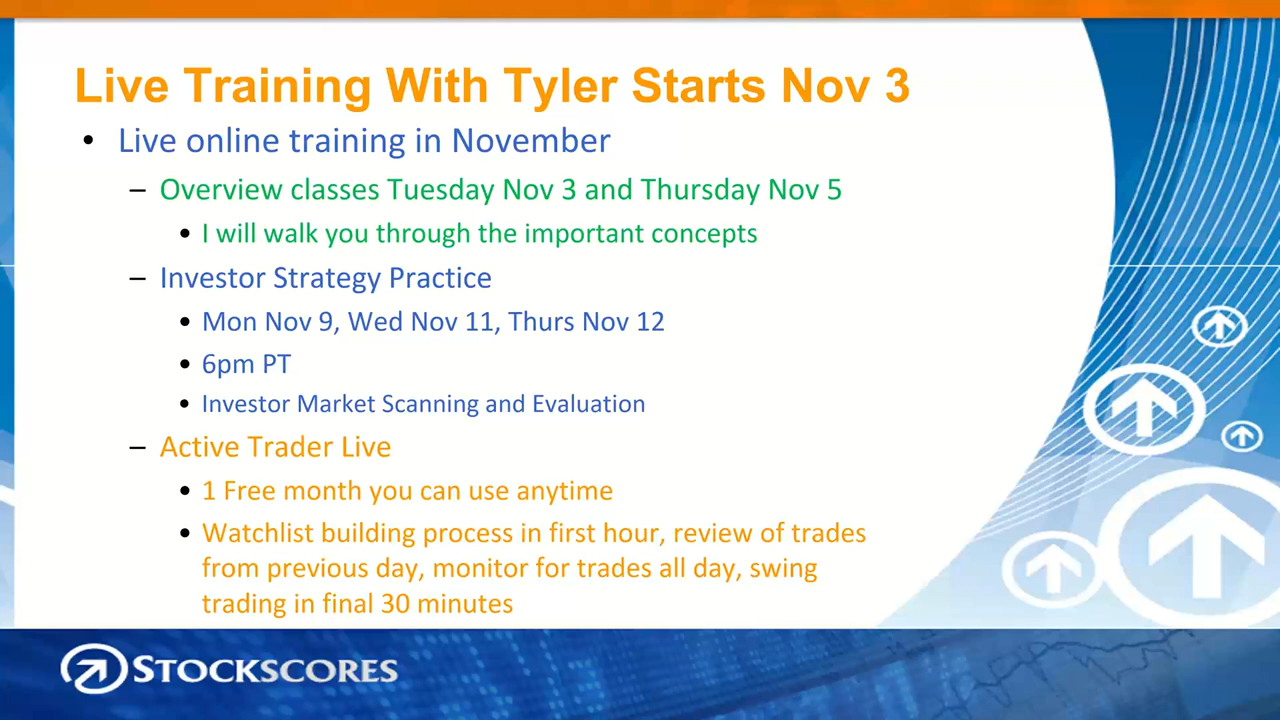 Live Training With Tyler Starts Nov 3
• Live online training in November
– Overview classes Tuesday Nov 3 and Thursday Nov 5
• I will walk you through the important concepts
– Investor Strategy Practice
• Mon Nov 9, Wed Nov 11, Thurs Nov 12
• 6pm PT
• Investor Market Scanning and Evaluation
– Active Trader Live
• 1 Free month you can use anytime
• Watchlist building process in first hour, review of trades
from previous day, monitor for trades all day, swing
trading in final 30 minutes
STOCKSCORES